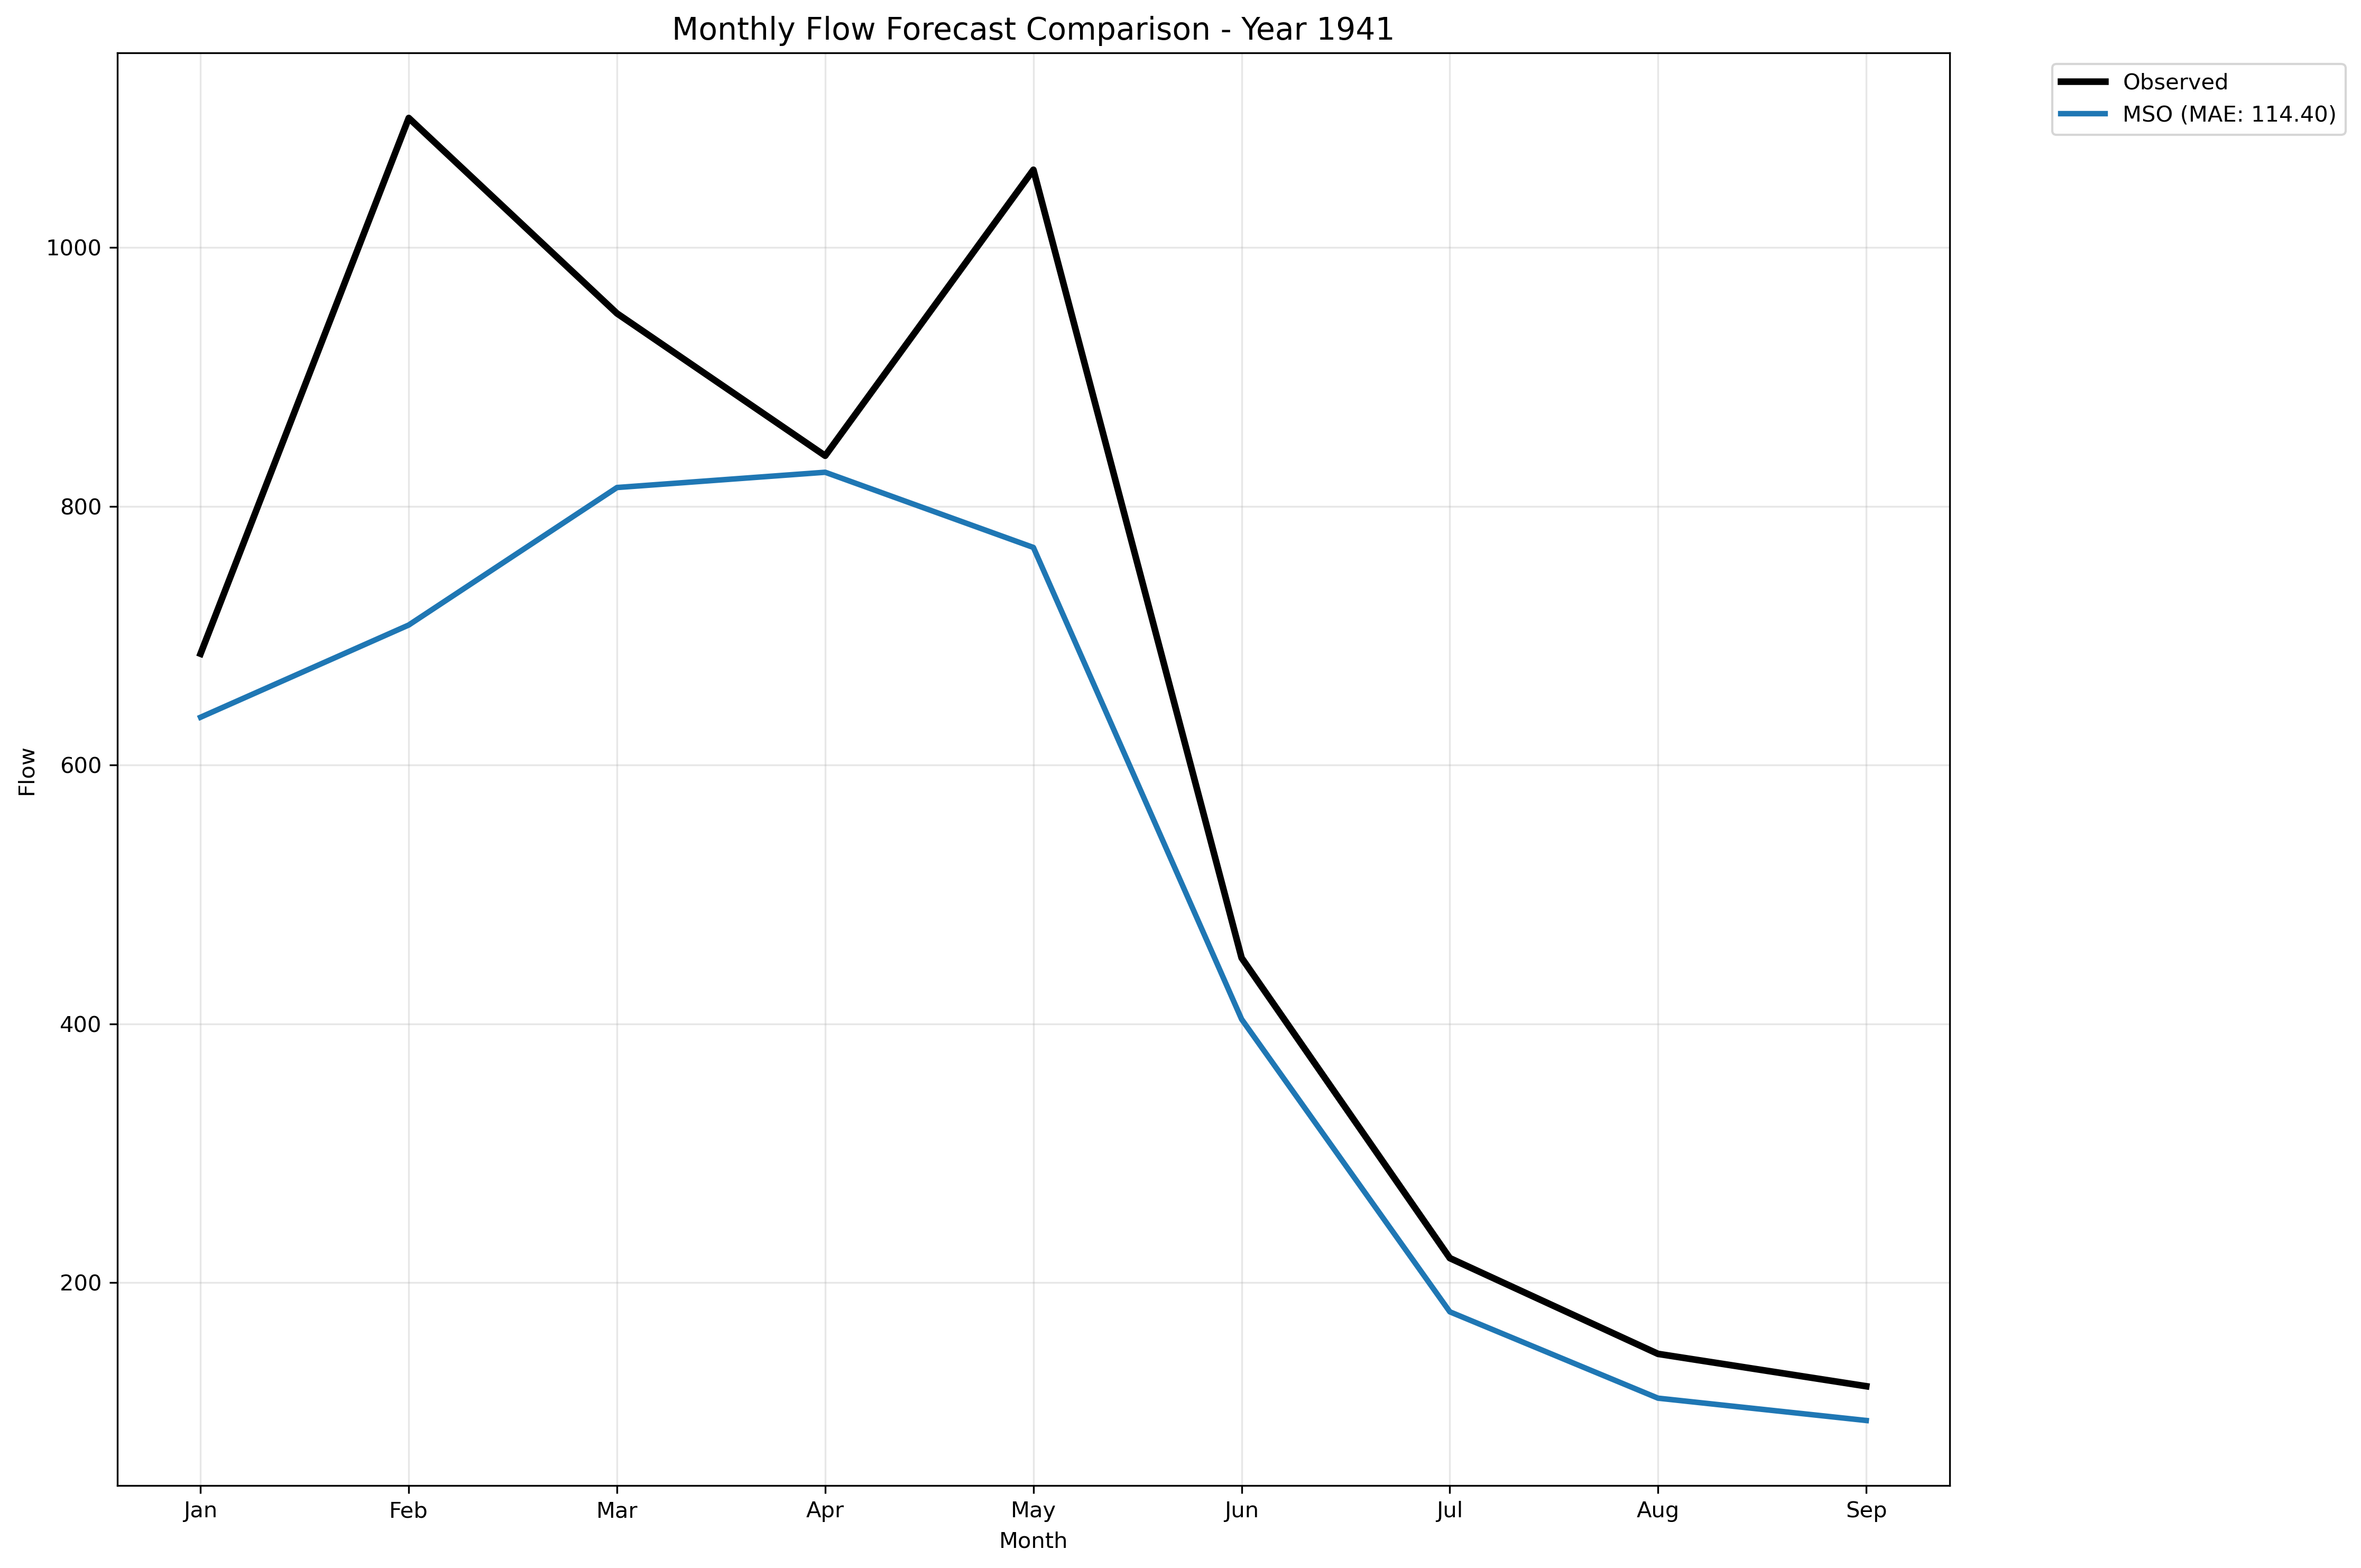 Monthly Flow Forecast Comparison - Year 1941
Observed
MSO (MAE: 114.40)
1000
800
600
400
200
Flow
Jan Feb Mar Apr May Jun Jul Aug Sep
Month